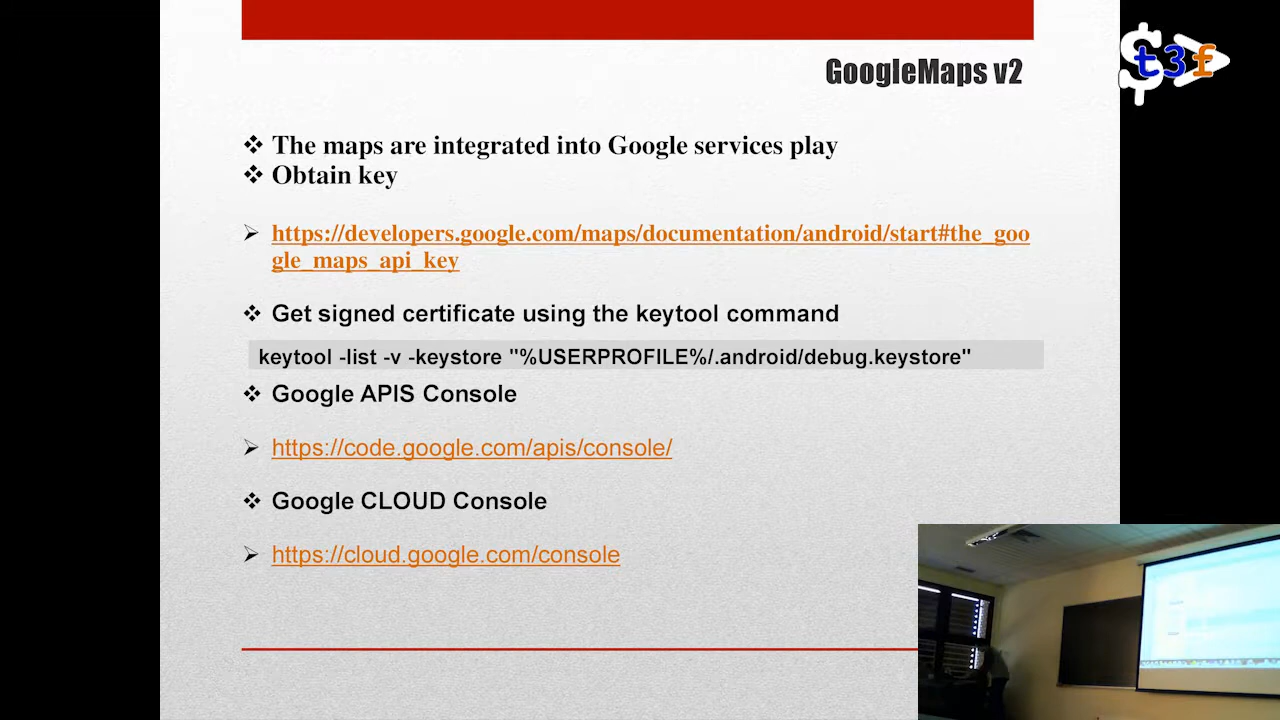 GoogleMaps v2
$t3f
❖ The maps are integrated into Google services play
❖ Obtain key
➢ https://developers.google.com/maps/documentation/android/start#the_goo
gle_maps_api_key
❖ Get signed certificate using the keytool command
keytool -list -v -keystore "%USERPROFILE%/.android/debug.keystore"
❖ Google APIS Console
➢ https://code.google.com/apis/console/
❖ Google CLOUD Console
➢ https://cloud.google.com/console